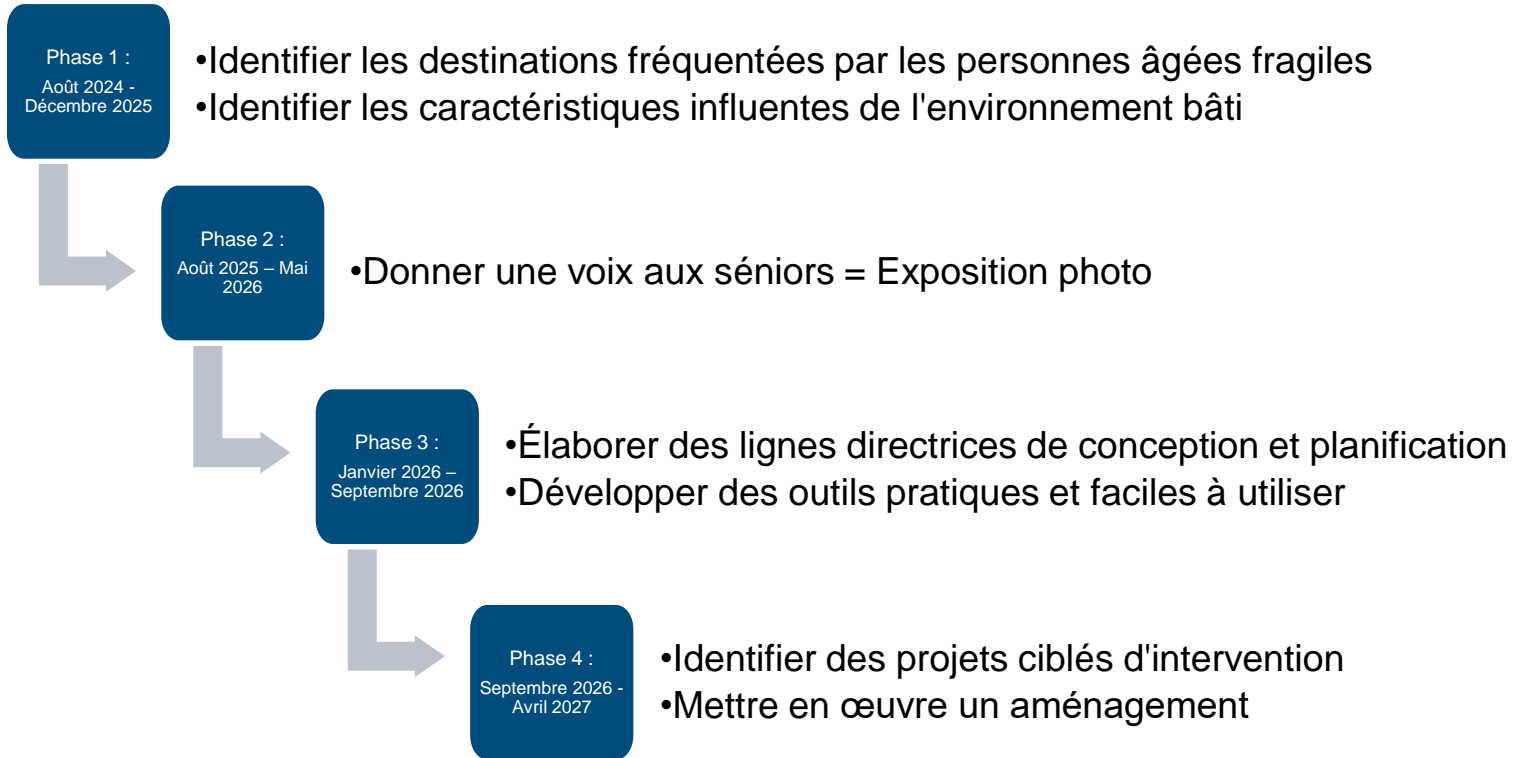 Phase 1 :
Août 2024 -
Décembre 2025
•Identifier les destinations fréquentées par les personnes âgées fragiles
•Identifier les caractéristiques influentes de l'environnement bâti
Phase 2 :
Août 2025 – Mai
2026
•Donner une voix aux séniors = Exposition photo
Phase 3 :
Janvier 2026 –
Septembre 2026
•Élaborer des lignes directrices de conception et planification
•Développer des outils pratiques et faciles à utiliser
Phase 4 :
Septembre 2026 -
Avril 2027
•Identifier des projets ciblés d'intervention
•Mettre en œuvre un aménagement